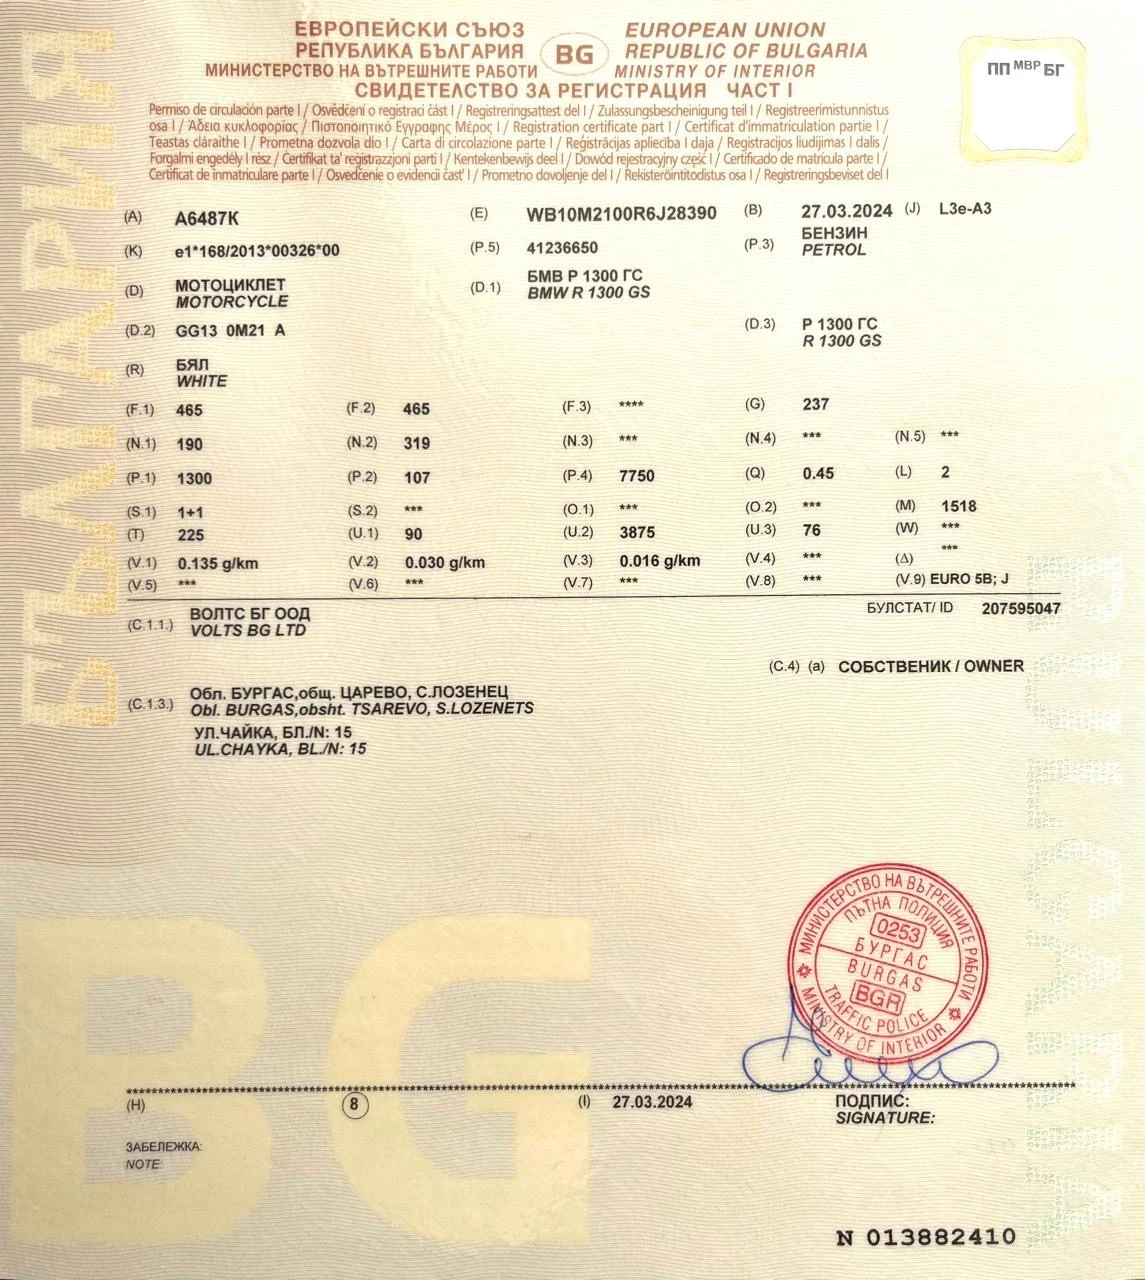 ЕВРОПЕЙСКИ СЪЮЗ BG EUROPEAN UNION
РЕПУБЛИКА БЪЛГАРИЯ REPUBLIC OF BULGARIA
МИНИСТЕРСТВО НА ВЪТРЕШНИТЕ РАБОТИ MINISTRY OF INTERIOR
СВИДЕТЕЛСТВО ЗА РЕГИСТРАЦИЯ ЧАСТ I
ПП МВР БГ
Permiso de circulación parte I / Osvědčení o registraci část I / Registreringsattest del I / Zulassungsbescheinigung teil I / Registreerimistunnistus
osa I / Άδεια κυκλοφορίας / Πιστοποιητικό Εγγραφης Μέρος I / Registration certificate part I / Certificat d'immatriculation partie I /
Teastas cláraithe I / Prometna dozvola dio I / Carta di circolazione parte I / Reģistrācijas apliecība I daja / Registracijos liudijimas I dalis /
Forgalmi engedély I rész / Certifikat ta' reġistrazzjoni parti I / Kentekenbewijs deel I / Dowód rejestracyjny część I / Certificado de matrícula parte I /
Certificat de înmatriculare parte I / Osvedčenie o evidencii časť I / Prometno dovoljenje del I / Rekisteröintitodistus osa I / Registreringsbeviset del I
(A) A6487K (E) WB10M2100R6J28390 (B) 27.03.2024 (J) L3e-A3
(K) e1*168/2013*00326*00 (P.5) 41236650 (P.3) БЕНЗИН
PETROL
(D) МОТОЦИКЛЕТ (D.1) БМВ Р 1300 ГС
MOTORCYCLE BMW R 1300 GS
(D.2) GG13 0M21 A (D.3) Р 1300 ГС
R 1300 GS
(R) БЯЛ
WHITE
(F.1) 465 (F.2) 465 (F.3) **** (G) 237
(N.1) 190 (N.2) 319 (N.3) *** (N.4) *** (N.5) ***
(P.1) 1300 (P.2) 107 (P.4) 7750 (Q) 0.45 (L) 2
(S.1) 1+1 (S.2) *** (O.1) *** (O.2) *** (M) 1518
(T) 225 (U.1) 90 (U.2) 3875 (U.3) 76 (W) ***
(V.1) 0.135 g/km (V.2) 0.030 g/km (V.3) 0.016 g/km (V.4) *** (Δ) ***
(V.5) *** (V.6) *** (V.7) *** (V.8) *** (V.9) EURO 5B; J
(C.1.1.) ВОЛТС БГ ООД БУЛСТАТ/ ID 207595047
VOLTS BG LTD
(C.4) (a) СОБСТВЕНИК / OWNER
(C.1.3.) Обл. БУРГАС,общ. ЦАРЕВО, С.ЛОЗЕНЕЦ
Obl. BURGAS,obsht. TSAREVO, S.LOZENETS
УЛ.ЧАЙКА, БЛ./N: 15
UL.CHAYKA, BL./N: 15
МИНИСТЕРСТВО НА ВЪТРЕШНИТЕ РАБОТИ
ПЪТНА ПОЛИЦИЯ
0253
БУРГАС
BURGAS
BGR
TRAFFIC POLICE
MINISTRY OF INTERIOR
(H) 8 (I) 27.03.2024 ПОДПИС:
SIGNATURE:
ЗАБЕЛЕЖКА:
NOTE:
N 013882410
БЪЛГАРИЯ
BG
BULGARIA